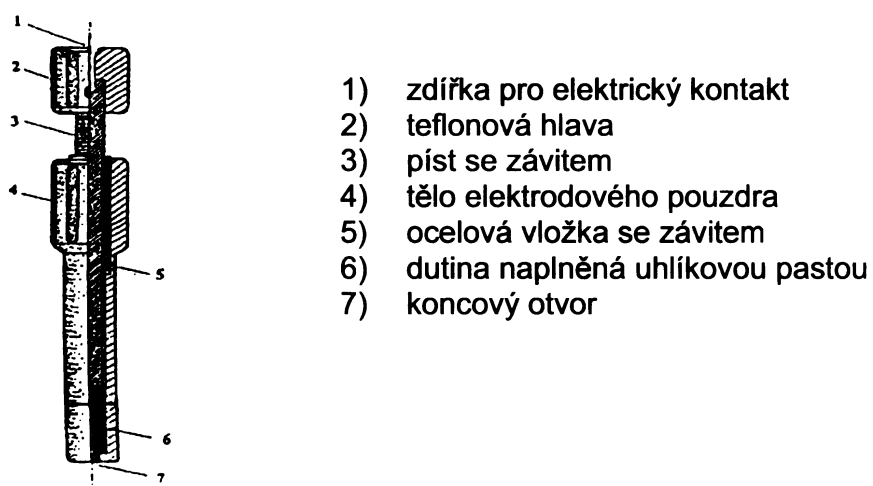 1
2
3
4
5
6
7
1) zdířka pro elektrický kontakt
2) teflonová hlava
3) píst se závitem
4) tělo elektrodového pouzdra
5) ocelová vložka se závitem
6) dutina naplněná uhlíkovou pastou
7) koncový otvor